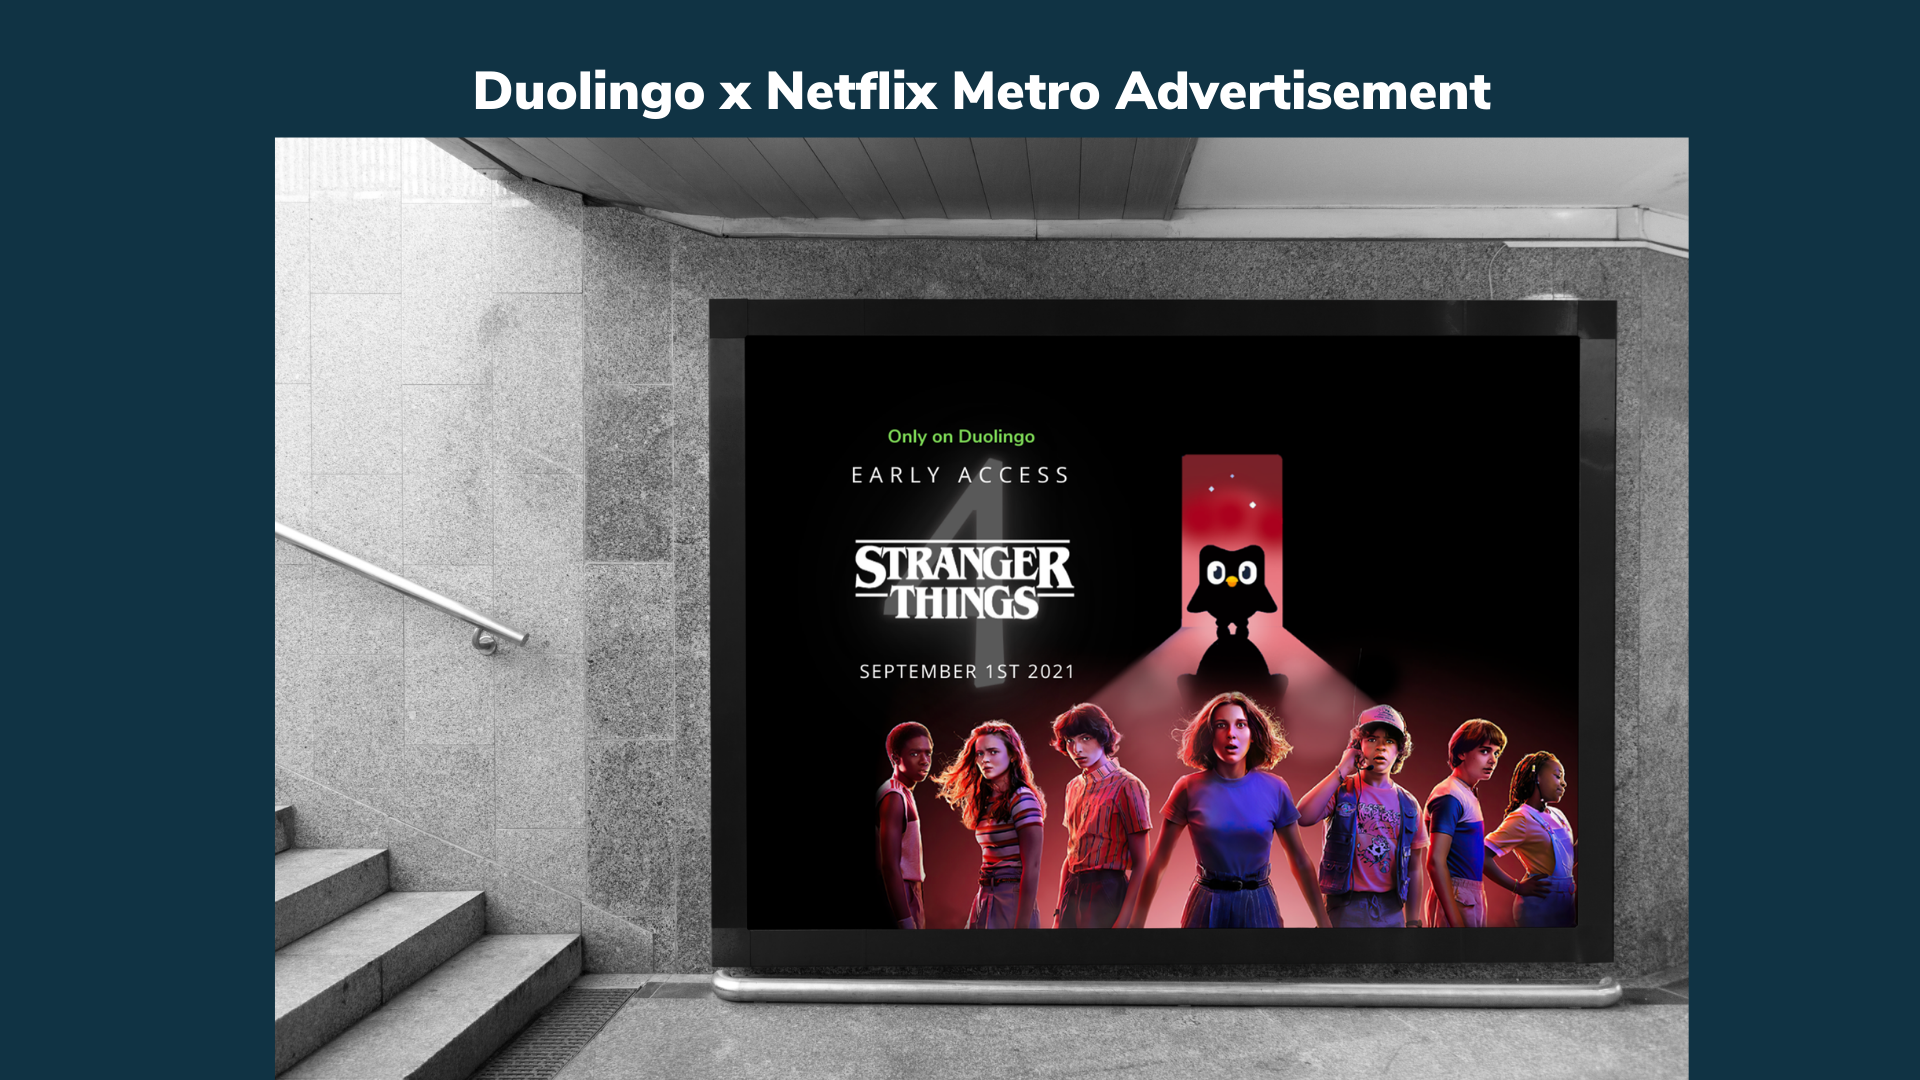 Duolingo x Netflix Metro Advertisement
Only on Duolingo
EARLY ACCESS
4
STRANGER
THINGS
SEPTEMBER 1ST 2021